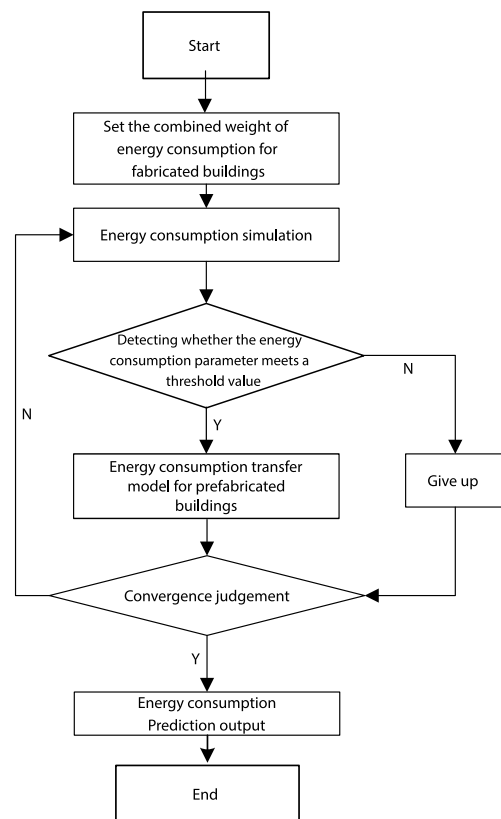 Start
Set the combined weight of
energy consumption for
fabricated buildings
Energy consumption simulation
Detecting whether the energy
consumption parameter meets a
threshold value
N
N
Y
Energy consumption transfer
model for prefabricated
buildings
Give up
Convergence judgement
Y
Energy consumption
Prediction output
End